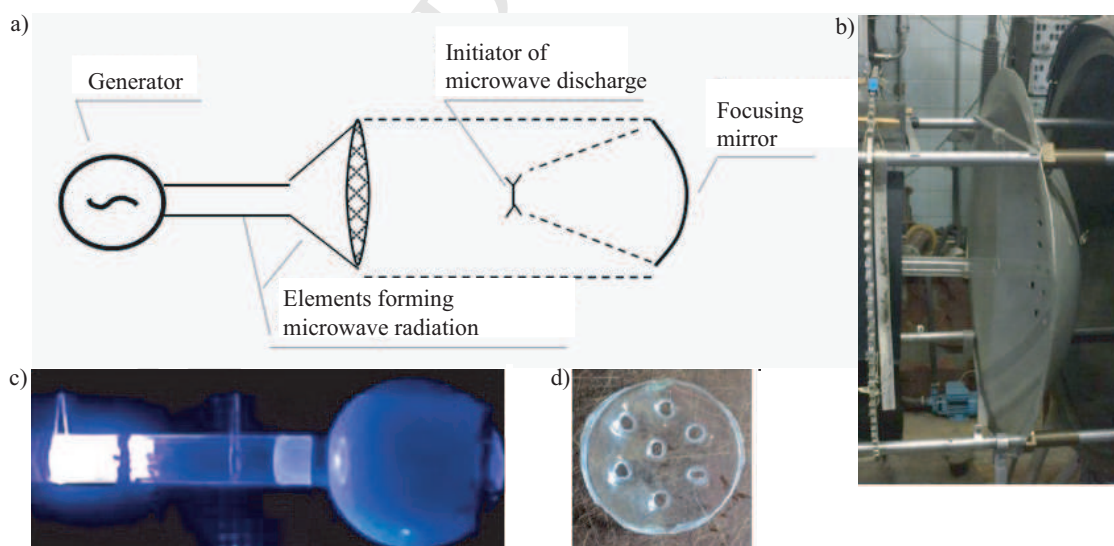 a)
Generator
Initiator of
microwave discharge
Focusing
mirror
Elements forming
microwave radiation
b)
c)
d)